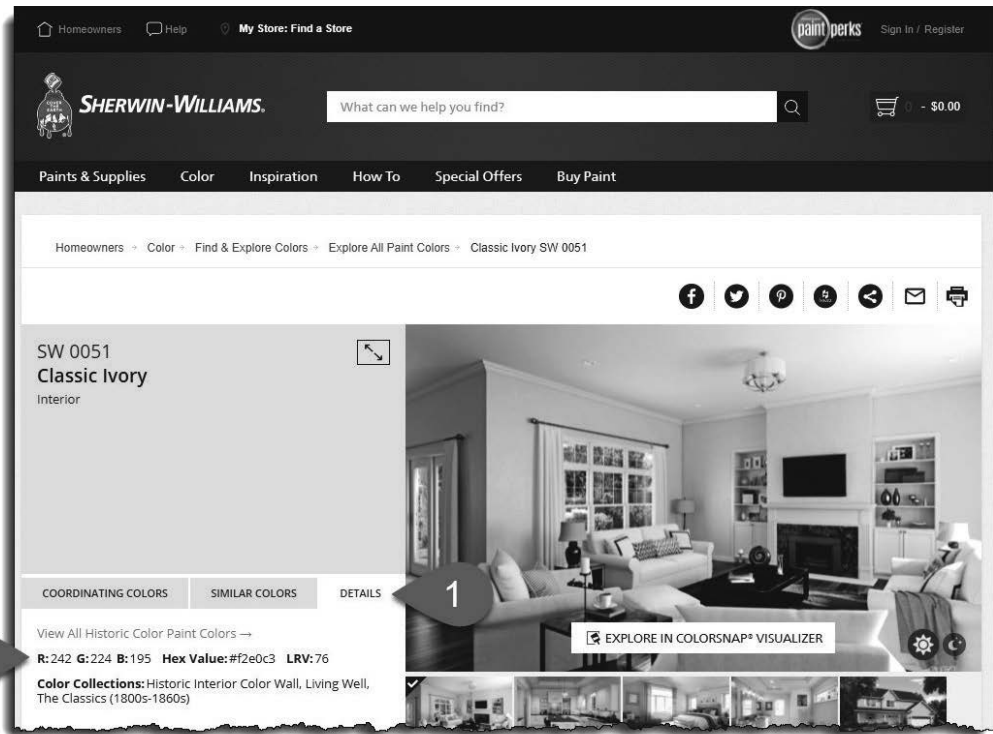 Homeowners Help My Store: Find a Store paint perks Sign In / Register
SHERWIN-WILLIAMS. What can we help you find? 0 - $0.00
Paints & Supplies Color Inspiration How To Special Offers Buy Paint
Homeowners Color Find & Explore Colors Explore All Paint Colors Classic Ivory SW 0051
SW 0051
Classic Ivory
Interior
COORDINATING COLORS SIMILAR COLORS DETAILS 1
EXPLORE IN COLORSNAP® VISUALIZER
View All Historic Color Paint Colors →
R:242 G:224 B:195 Hex Value:#f2e0c3 LRV:76
Color Collections:Historic Interior Color Wall, Living Well,
The Classics (1800s-1860s)